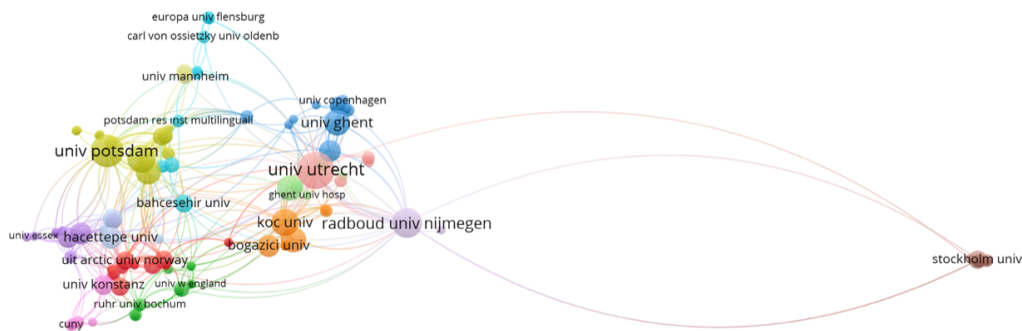 europa univ flensburg
carl von ossietzky univ oldenb
univ mannheim
univ copenhagen
potsdam res inst multilinguali
univ ghent
univ potsdam
univ utrecht
ghent univ hosp
bahcesehir univ
koc univ
radboud univ nijmegen
univ essex
hacettepe univ
bogazici univ
uit arctic univ norway
stockholm univ
univ konstanz
univ w england
ruhr univ bochum
cuny